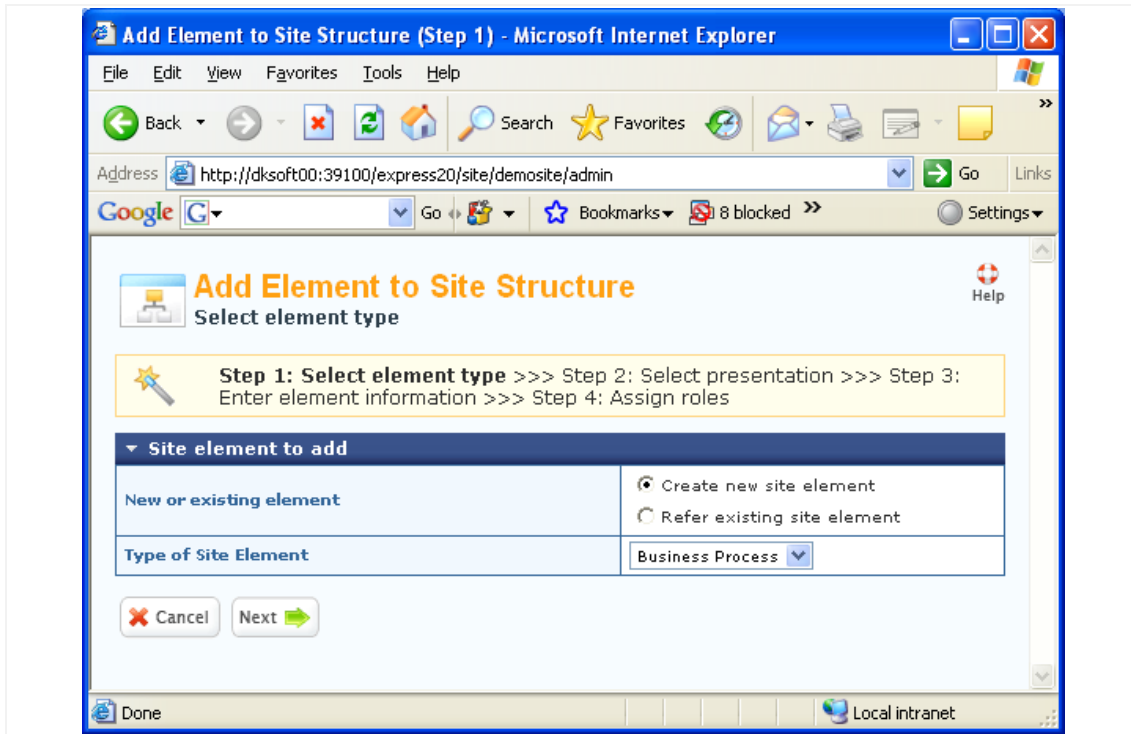 Add Element to Site Structure (Step 1) - Microsoft Internet Explorer
File Edit View Favorites Tools Help
Back Search Favorites »
Address http://dksoft00:39100/express20/site/demosite/admin Go Links
Google G Go Bookmarks 8 blocked » Settings
Add Element to Site Structure
Help
Select element type
Step 1: Select element type >>> Step 2: Select presentation >>> Step 3:
Enter element information >>> Step 4: Assign roles
Site element to add
New or existing element
Create new site element
Refer existing site element
Type of Site Element Business Process
Cancel Next
Done Local intranet